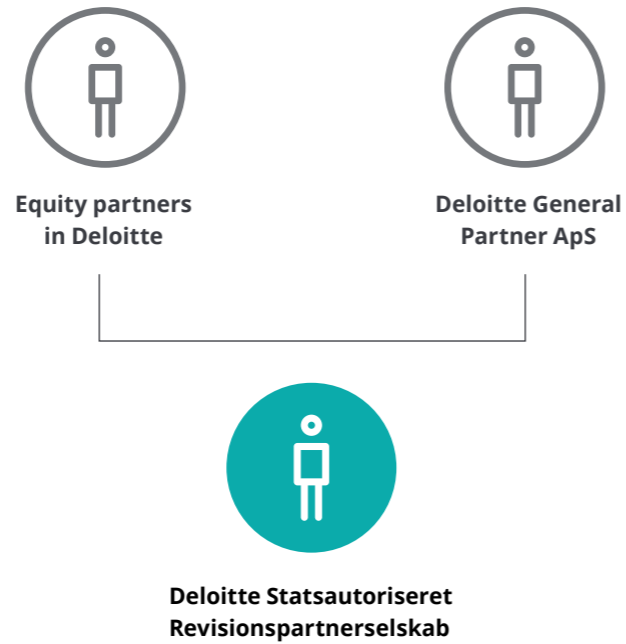 Equity partners
in Deloitte
Deloitte General
Partner ApS
Deloitte Statsautoriseret
Revisionspartnerselskab